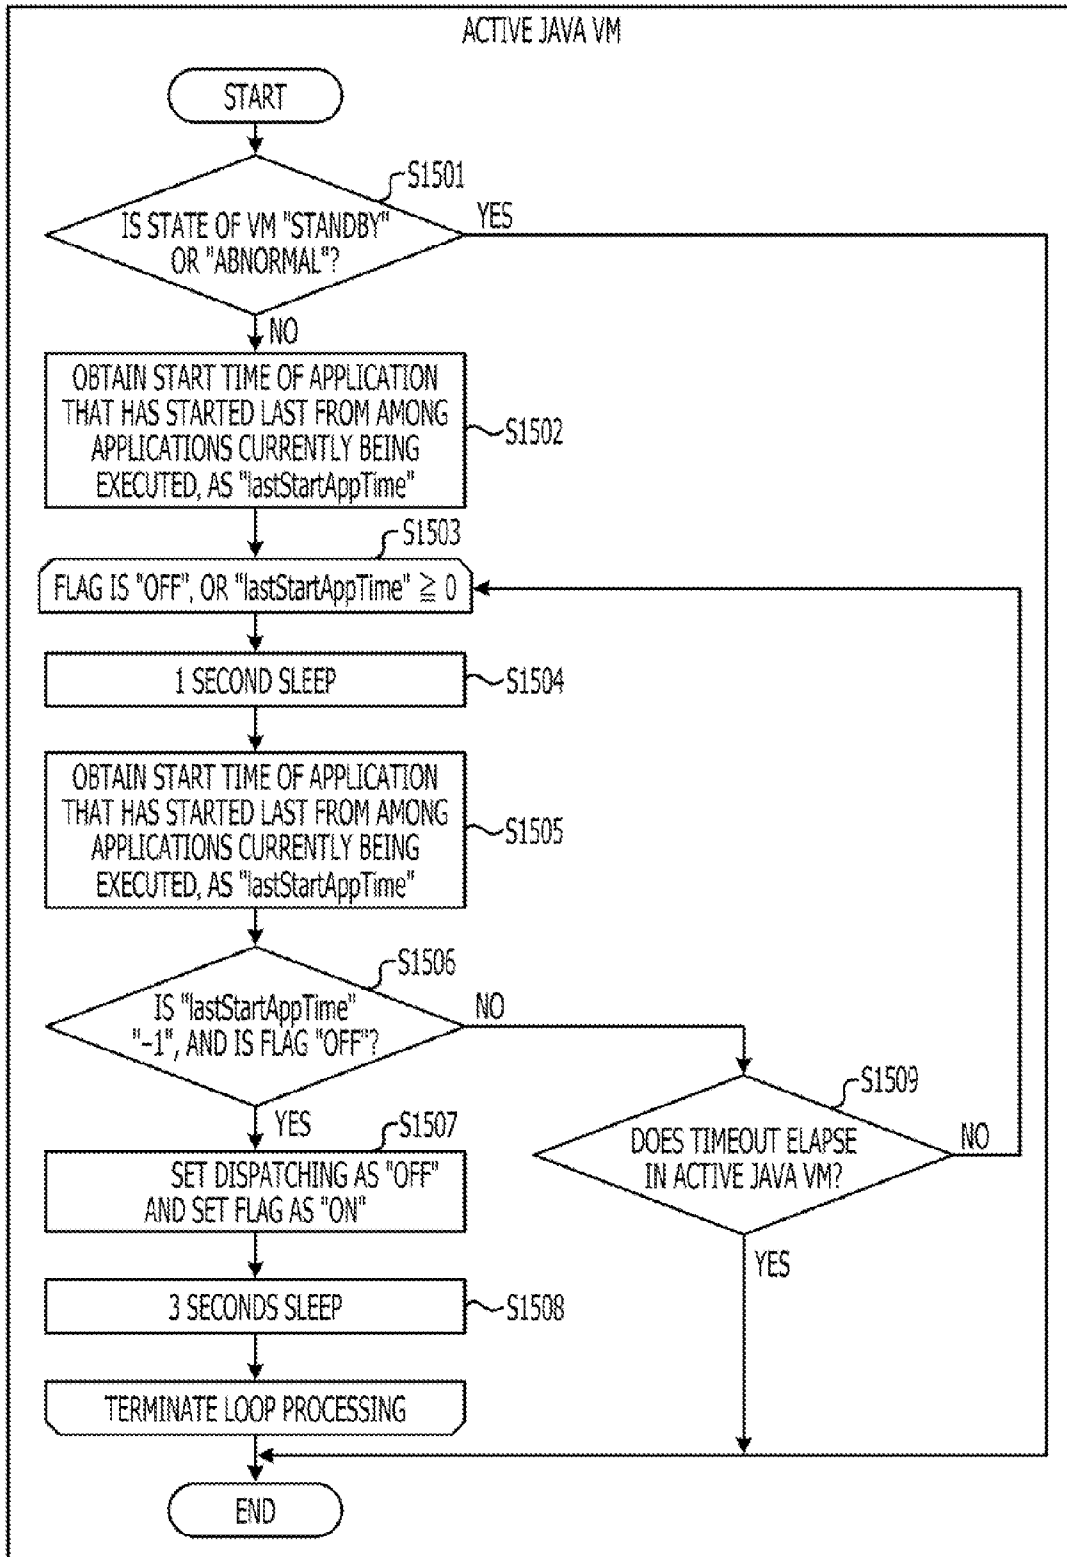 ACTIVE JAVA VM
START
S1501
IS STATE OF VM "STANDBY"
OR "ABNORMAL"?
YES
NO
OBTAIN START TIME OF APPLICATION
THAT HAS STARTED LAST FROM AMONG
APPLICATIONS CURRENTLY BEING
EXECUTED, AS "lastStartAppTime"
S1502
S1503
FLAG IS "OFF", OR "lastStartAppTime" ≧ 0
1 SECOND SLEEP
S1504
OBTAIN START TIME OF APPLICATION
THAT HAS STARTED LAST FROM AMONG
APPLICATIONS CURRENTLY BEING
EXECUTED, AS "lastStartAppTime"
S1505
S1506
IS "lastStartAppTime"
"-1", AND IS FLAG "OFF"?
NO
YES
S1509
DOES TIMEOUT ELAPSE
IN ACTIVE JAVA VM?
NO
YES
S1507
SET DISPATCHING AS "OFF"
AND SET FLAG AS "ON"
3 SECONDS SLEEP
S1508
TERMINATE LOOP PROCESSING
END